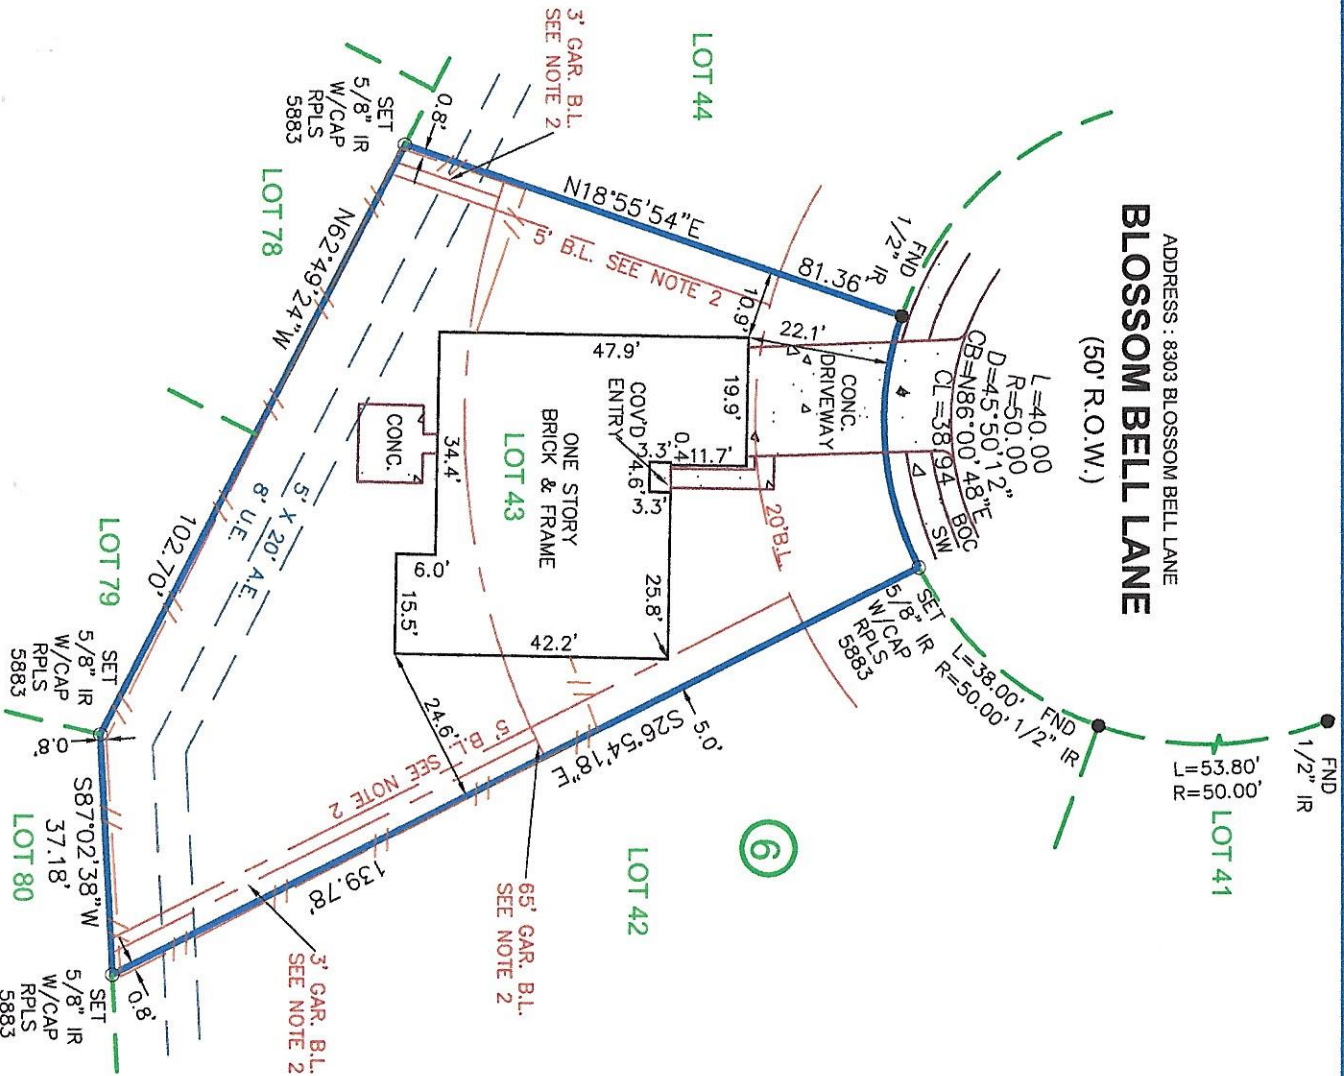 ADDRESS : 8303 BLOSSOM BELL LANE
BLOSSOM BELL LANE
(50' R.O.W.)
L=40.00
R=50.00
D=45°50'12"
CB=N86°00'48"E
CL=38.94
BOC
SW
FND
1/2" IR
FND
1/2" IR
L=53.80'
R=50.00'
LOT 41
L=38.00'
R=50.00'
FND
1/2" IR
SET
5/8" IR
W/CAP
RPLS
5883
LOT 44
3' GAR. B.L.
SEE NOTE 2
N18°55'54"E
81.36'
5' B.L. SEE NOTE 2
10.9'
22.1'
CONC.
DRIVEWAY
20'B.L.
47.9'
19.9'
11.7'
0.4'
3.3'
4.6'
3.3'
COV'D
ENTRY
25.8'
ONE STORY
BRICK & FRAME
LOT 43
34.4'
6.0'
15.5'
42.2'
CONC.
24.6'
5.0'
S26°54'18"E
139.78'
5' B.L. SEE NOTE 2
6
LOT 42
65' GAR. B.L.
SEE NOTE 2
3' GAR. B.L.
SEE NOTE 2
0.8'
SET
5/8" IR
W/CAP
RPLS
5883
LOT 78
N62°49'24"W
102.70'
5' X 20' A.E.
8' U.E.
LOT 79
SET
5/8" IR
W/CAP
RPLS
5883
0.8'
S87°02'38"W
37.18'
LOT 80
0.8'
SET
5/8" IR
W/CAP
RPLS
5883